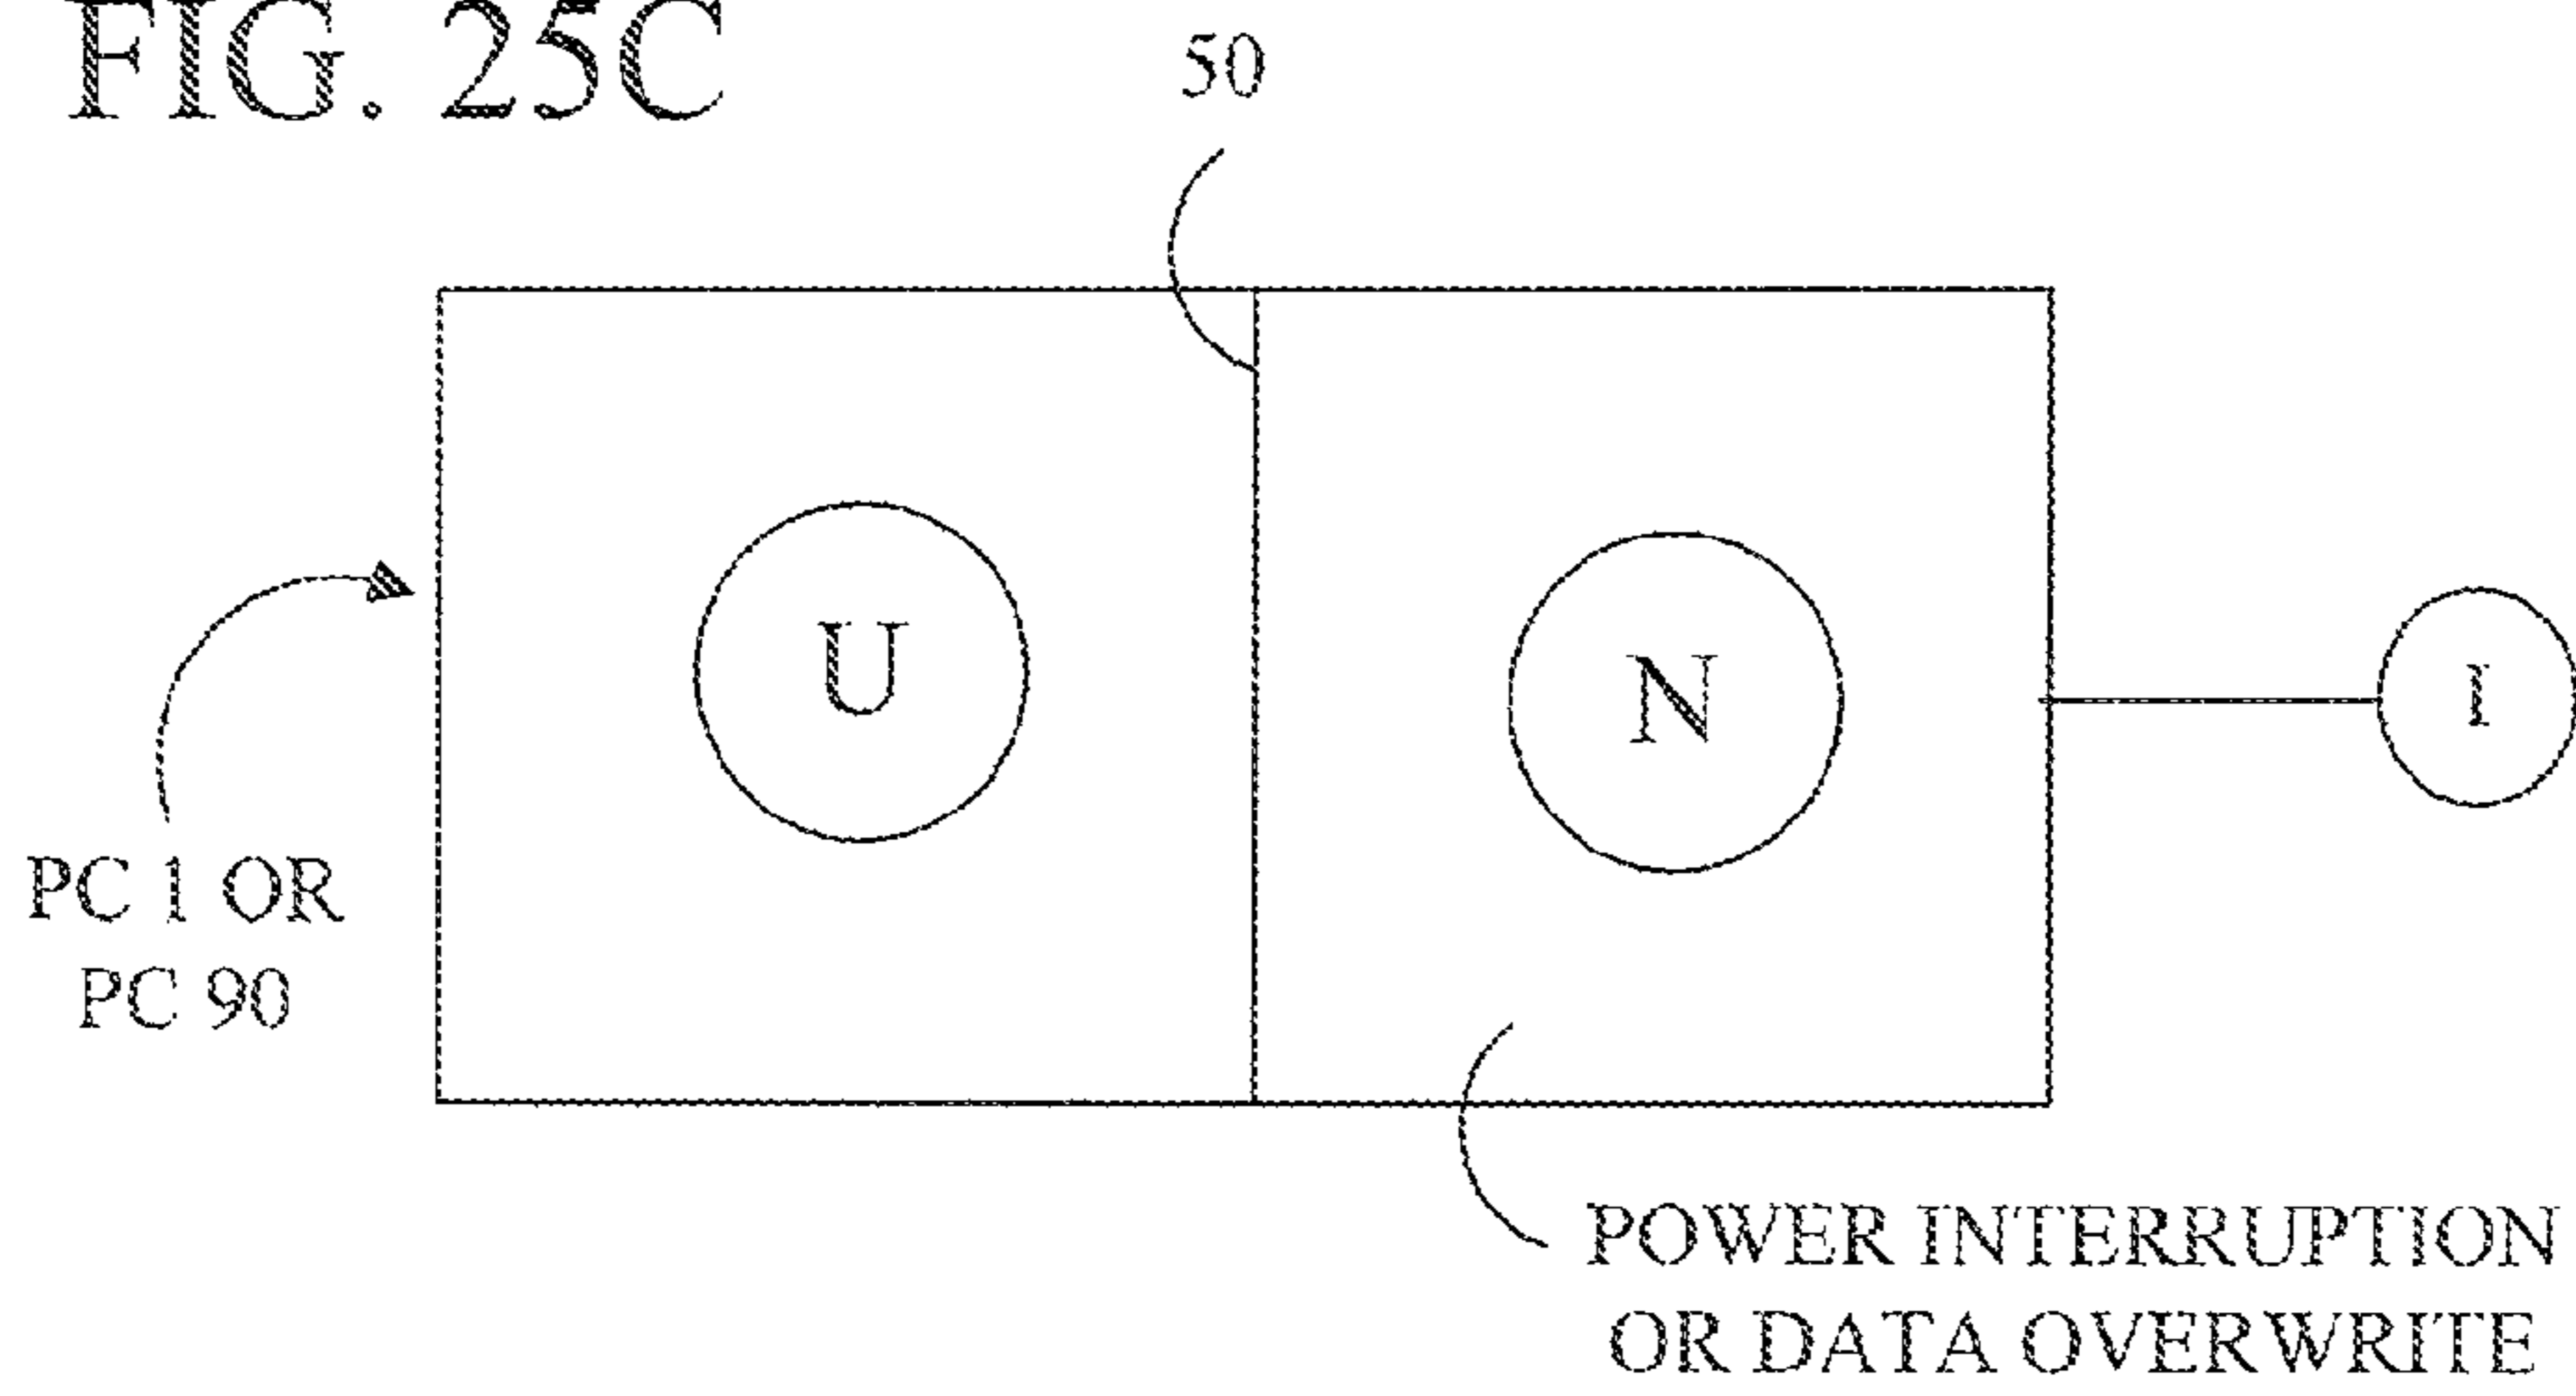 FIG. 25C
50
U
N
I
PC 1 OR
PC 90
POWER INTERRUPTION
OR DATA OVERWRITE